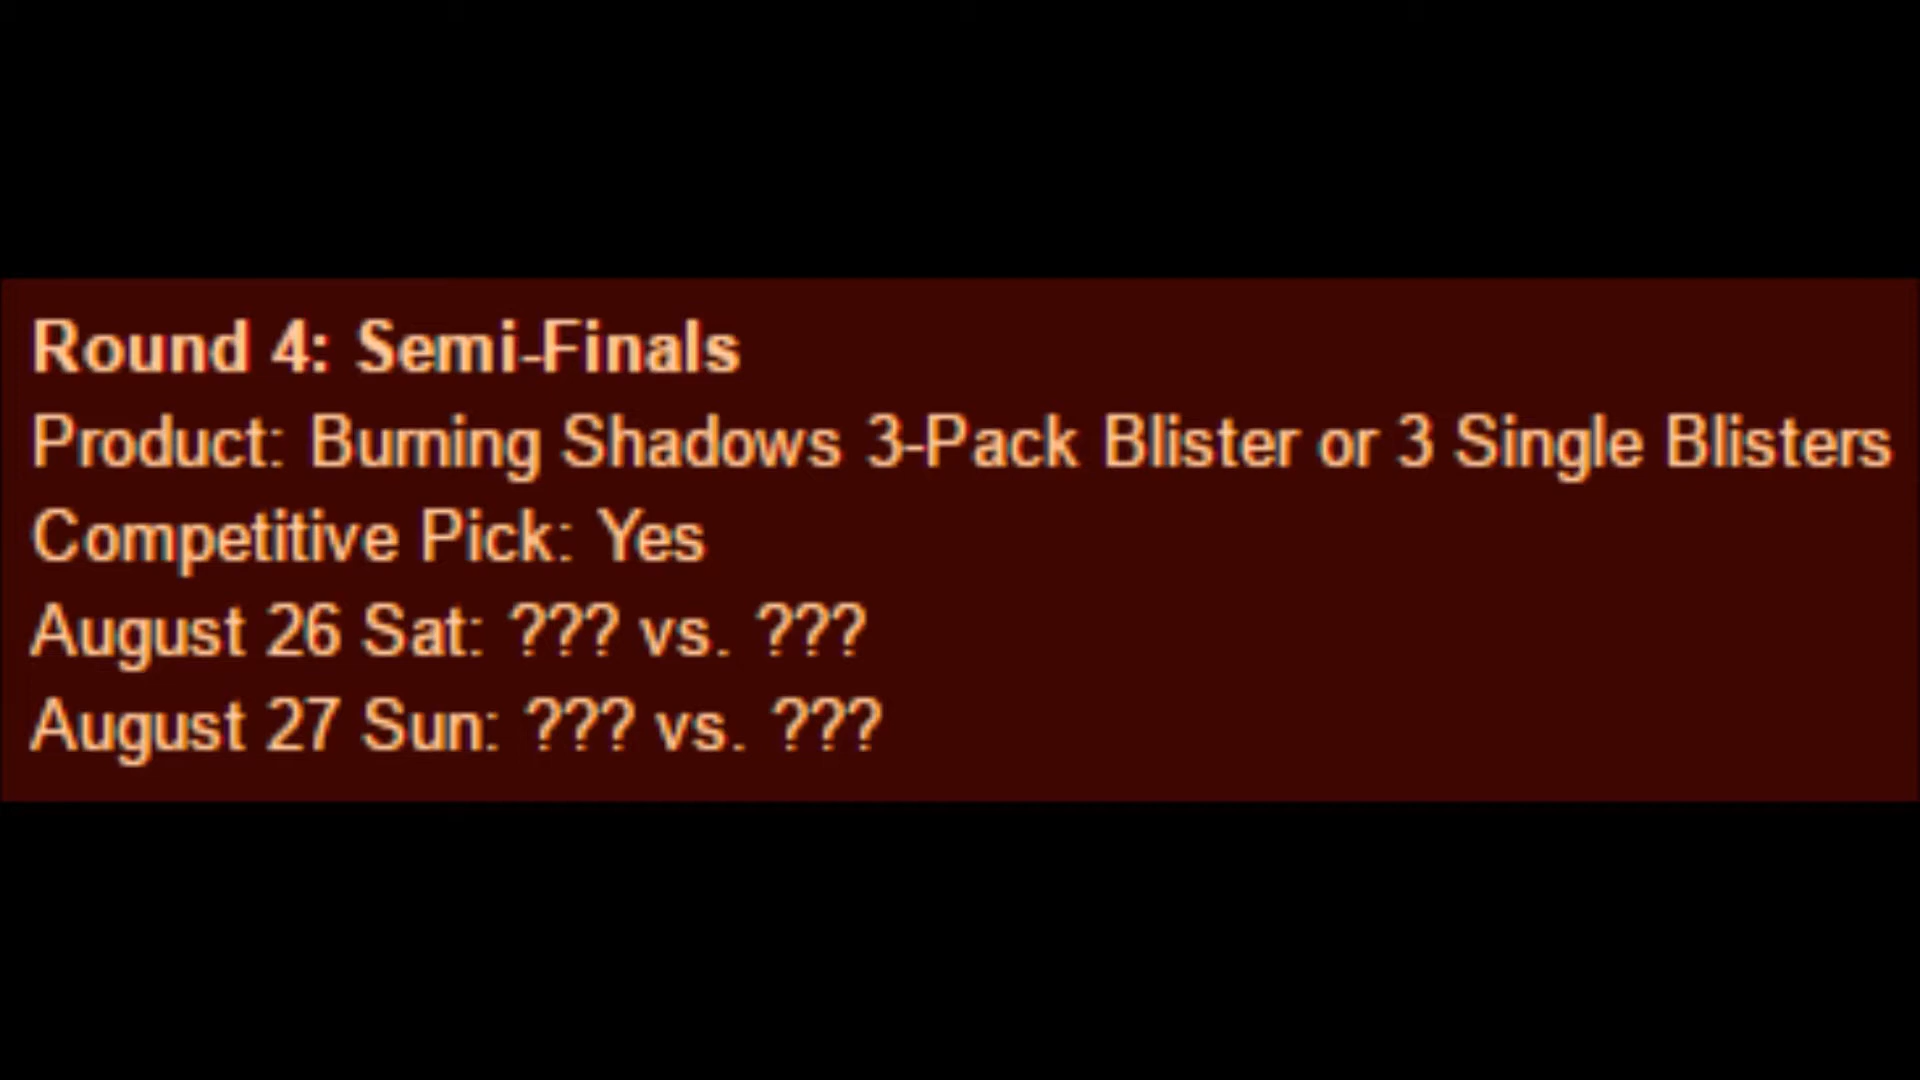 Round 4: Semi-Finals
Product: Burning Shadows 3-Pack Blister or 3 Single Blisters
Competitive Pick: Yes
August 26 Sat: ??? vs. ???
August 27 Sun: ??? vs. ???